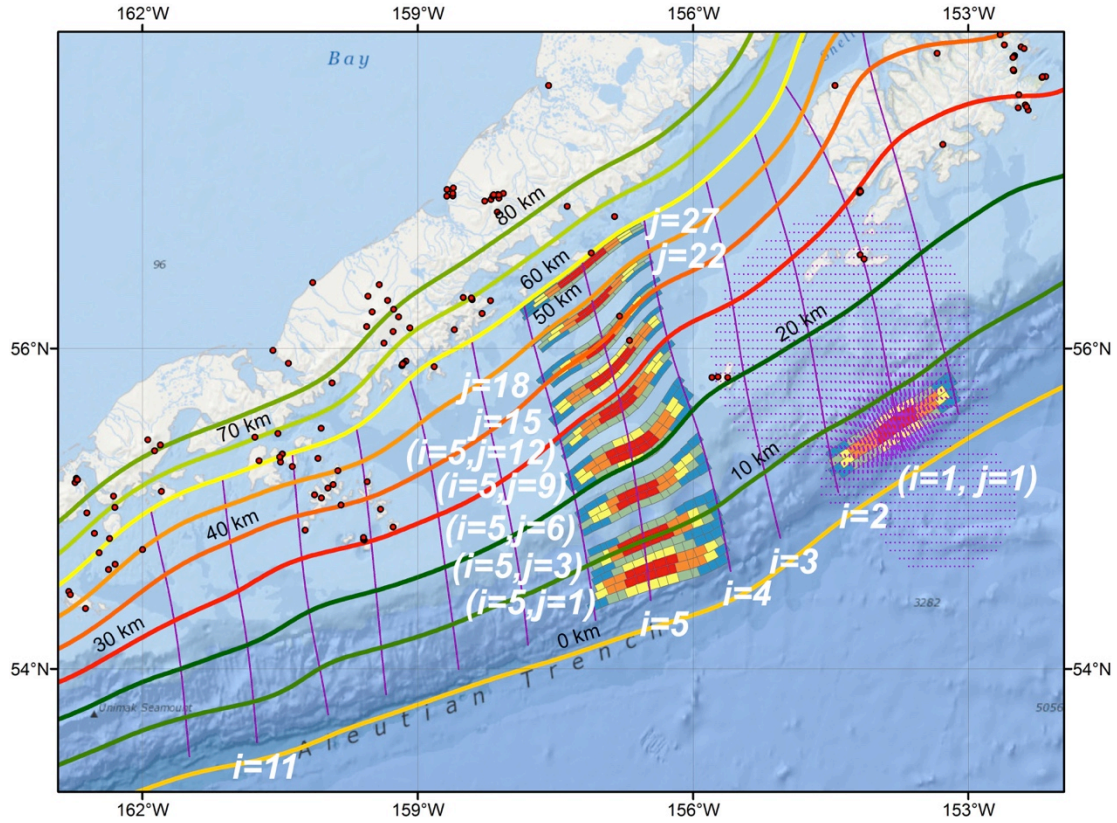 162°W 159°W 156°W 153°W
Bay
Shel
80 km
96
j=27
j=22
60 km
50 km
56°N 56°N
20 km
j=18
70 km
j=15
(i=5,j=12)
(i=5,j=9)
10 km
(i=1, j=1)
40 km
(i=5,j=6)
i=2
(i=5,j=3)
i=3
(i=5,j=1)
i=4
3282
30 km
0 km
i=5
54°N 54°N
Aleutian Trench
Unimak Seamount
5056
i=11
162°W 159°W 156°W 153°W